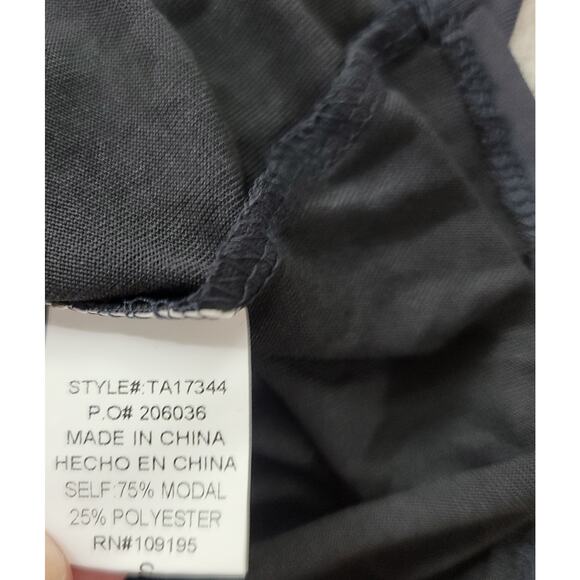 STYLE#:TA17344
P.O# 206036
MADE IN CHINA
HECHO EN CHINA
SELF:75% MODAL
25% POLYESTER
RN#109195